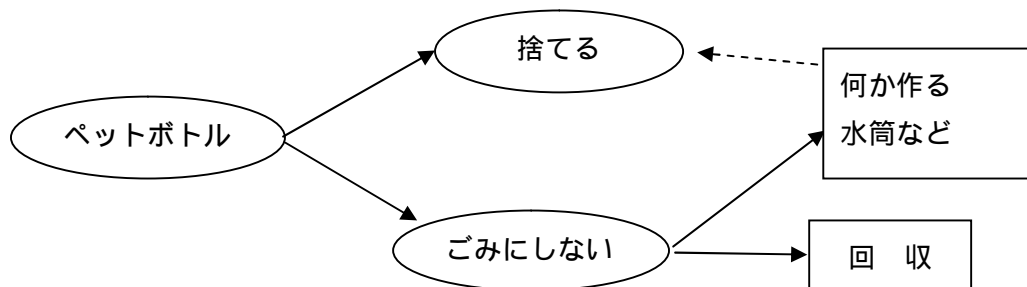 捨てる
何か作る
水筒など
ペットボトル
ごみにしない
回　収